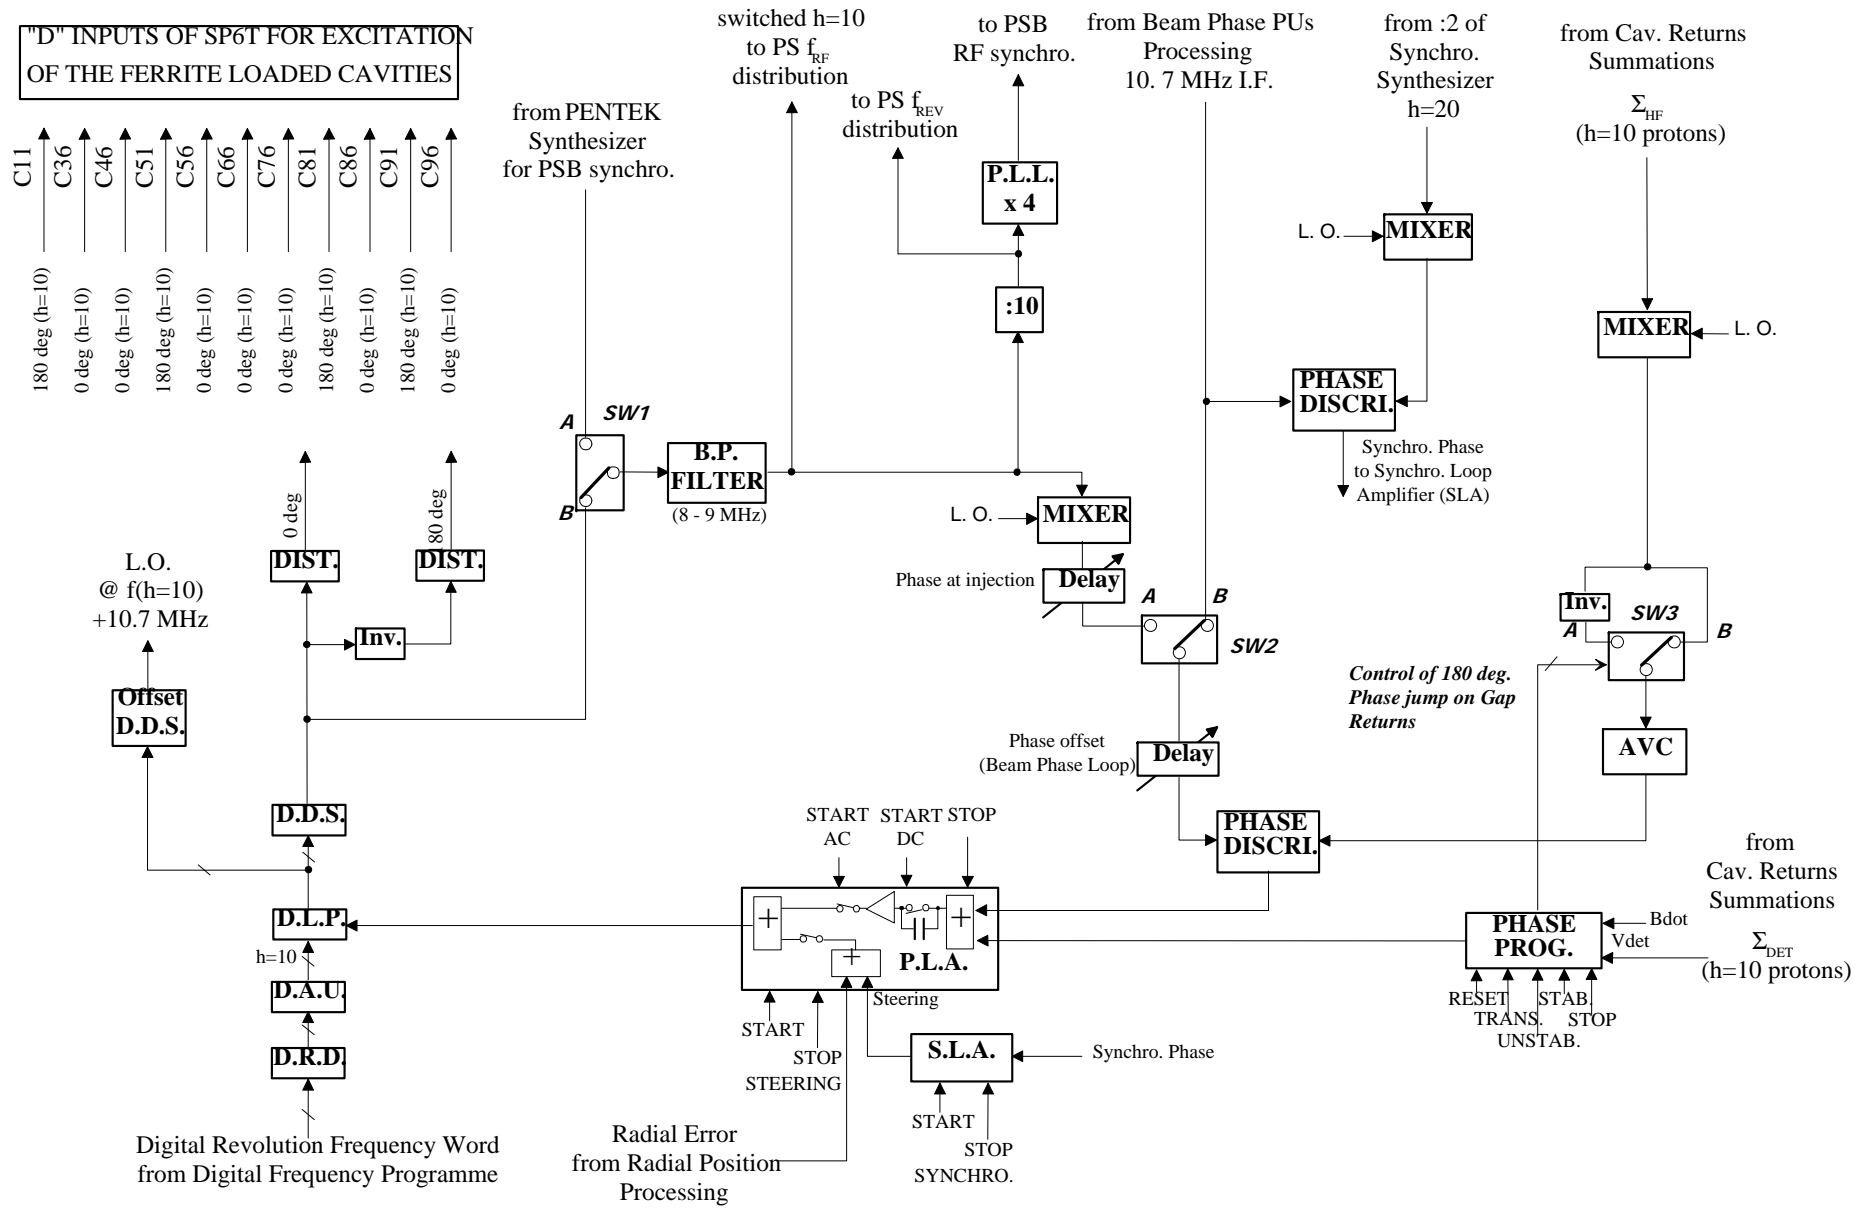 "D" INPUTS OF SP6T FOR EXCITATION
OF THE FERRITE LOADED CAVITIES
C11
C36
C46
C51
C56
C66
C76
C81
C86
C91
C96
180 deg (h=10)
0 deg (h=10)
0 deg (h=10)
180 deg (h=10)
0 deg (h=10)
0 deg (h=10)
0 deg (h=10)
180 deg (h=10)
0 deg (h=10)
180 deg (h=10)
0 deg (h=10)
from PENTEK
Synthesizer
for PSB synchro.
switched h=10
to PS fRF
distribution
to PS fREV
distribution
to PSB
RF synchro.
P.L.L.
x 4
:10
from Beam Phase PUs
Processing
10. 7 MHz I.F.
from :2 of
Synchro.
Synthesizer
h=20
L. O.
MIXER
from Cav. Returns
Summations
ΣHF
(h=10 protons)
MIXER
L. O.
PHASE
DISCRI.
Synchro. Phase
to Synchro. Loop
Amplifier (SLA)
A
SW1
B
B.P.
FILTER
(8 - 9 MHz)
L. O.
MIXER
Phase at injection
Delay
A
B
SW2
0 deg
180 deg
DIST.
DIST.
Inv.
L.O.
@ f(h=10)
+10.7 MHz
Offset
D.D.S.
Inv.
A
SW3
B
Control of 180 deg.
Phase jump on Gap
Returns
AVC
Phase offset
(Beam Phase Loop)
Delay
PHASE
DISCRI.
D.D.S.
D.L.P.
h=10
D.A.U.
D.R.D.
Digital Revolution Frequency Word
from Digital Frequency Programme
START
AC
START
DC
STOP
+
+
+
P.L.A.
Steering
START
STOP
STEERING
S.L.A.
Synchro. Phase
START
STOP
SYNCHRO.
Radial Error
from Radial Position
Processing
PHASE
PROG.
Bdot
Vdet
from
Cav. Returns
Summations
ΣDET
(h=10 protons)
RESET
TRANS.
UNSTAB.
STAB.
STOP